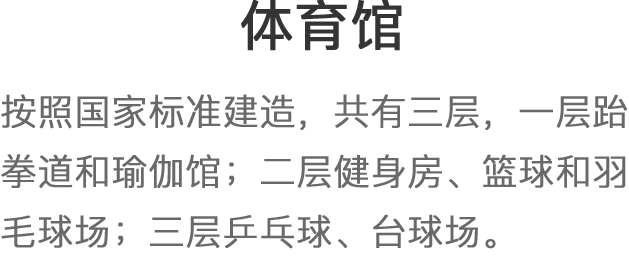 体育馆
按照国家标准建造，共有三层，一层跆
拳道和瑜伽馆；二层健身房、篮球和羽
毛球场；三层乒乓球、台球场。